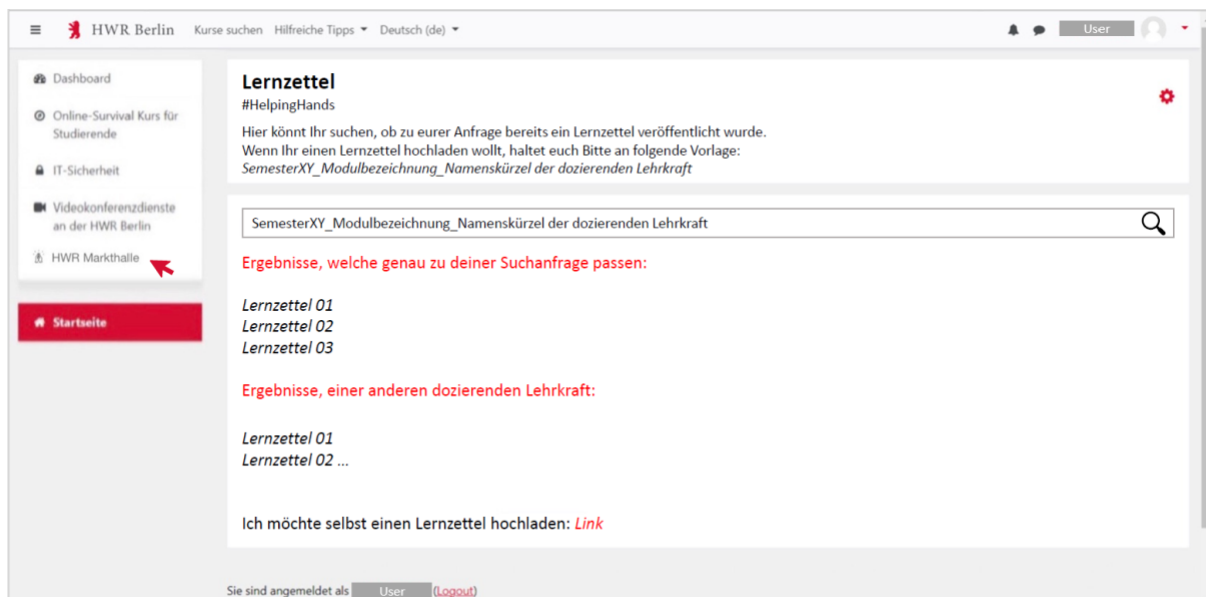 HWR Berlin Kurse suchen Hilfreiche Tipps Deutsch (de) User
Dashboard
Online-Survival Kurs für
Studierende
IT-Sicherheit
Videokonferenzdienste
an der HWR Berlin
HWR Markthalle
Startseite
Lernzettel
#HelpingHands
Hier könnt Ihr suchen, ob zu eurer Anfrage bereits ein Lernzettel veröffentlicht wurde.
Wenn Ihr einen Lernzettel hochladen wollt, haltet euch Bitte an folgende Vorlage:
SemesterXY_Modulbezeichnung_Namenskürzel der dozierenden Lehrkraft
SemesterXY_Modulbezeichnung_Namenskürzel der dozierenden Lehrkraft
Ergebnisse, welche genau zu deiner Suchanfrage passen:
Lernzettel 01
Lernzettel 02
Lernzettel 03
Ergebnisse, einer anderen dozierenden Lehrkraft:
Lernzettel 01
Lernzettel 02 ...
Ich möchte selbst einen Lernzettel hochladen: Link
Sie sind angemeldet als User (Logout)